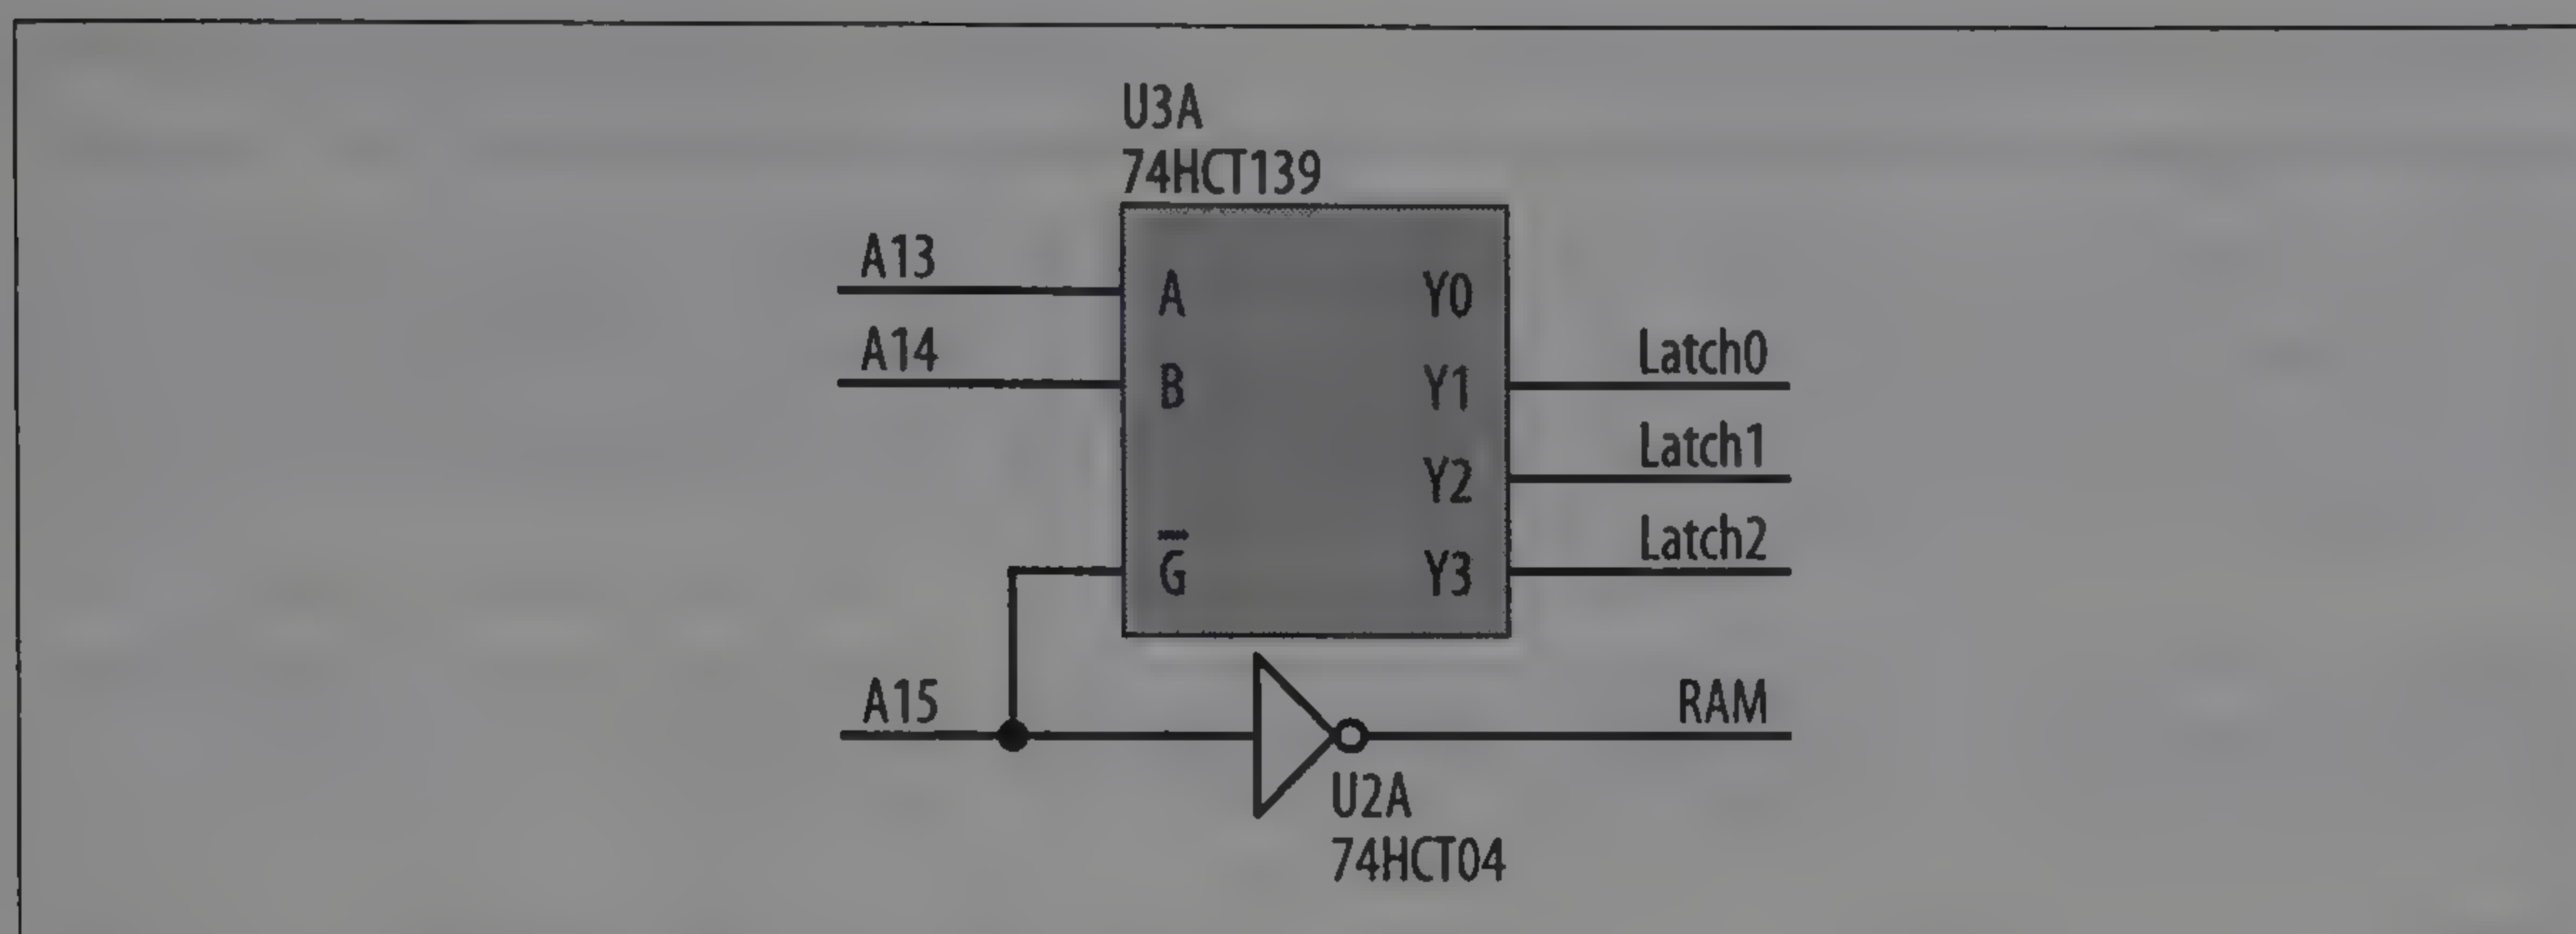 U3A
74HCT139
A13
A
Y0
A14
B
Y1
Latch0
Y2
Latch1
G
Y3
Latch2
A15
RAM
U2A
74HCT04